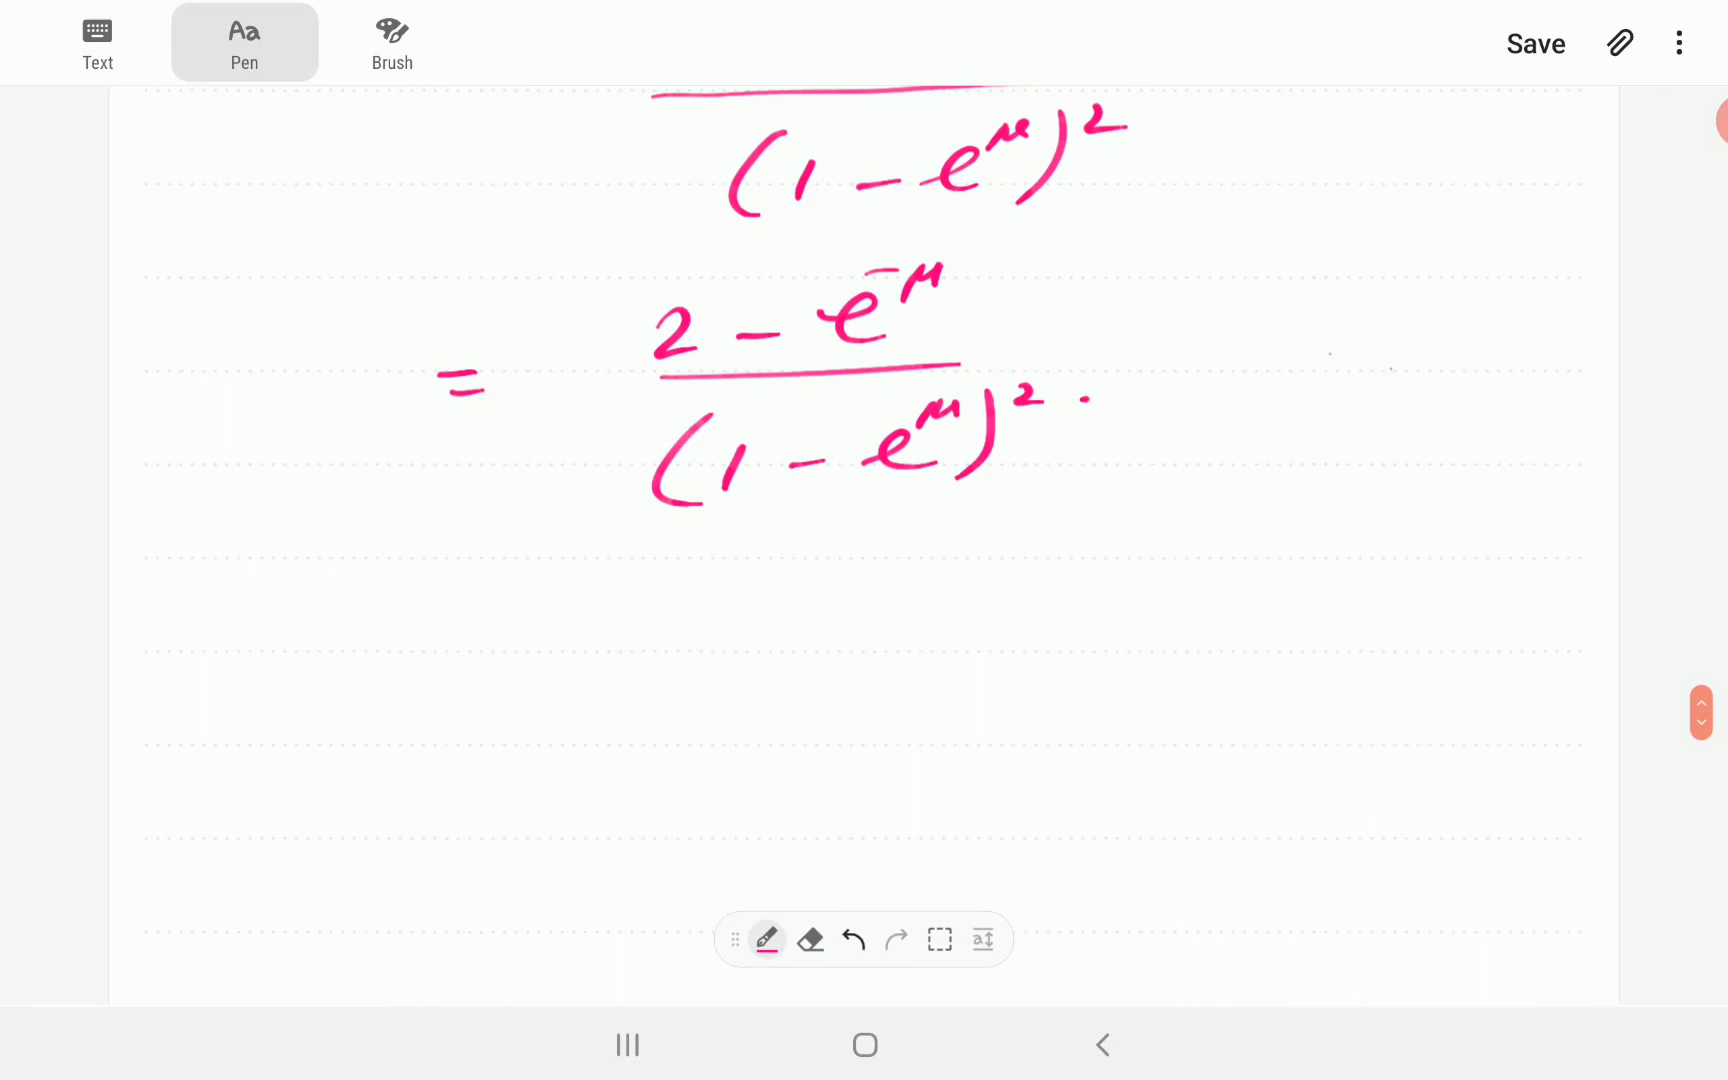 Text Pen Brush Save
(1 - e^μ)^2
= 2 - e^{-μ} / (1 - e^μ)^2 .